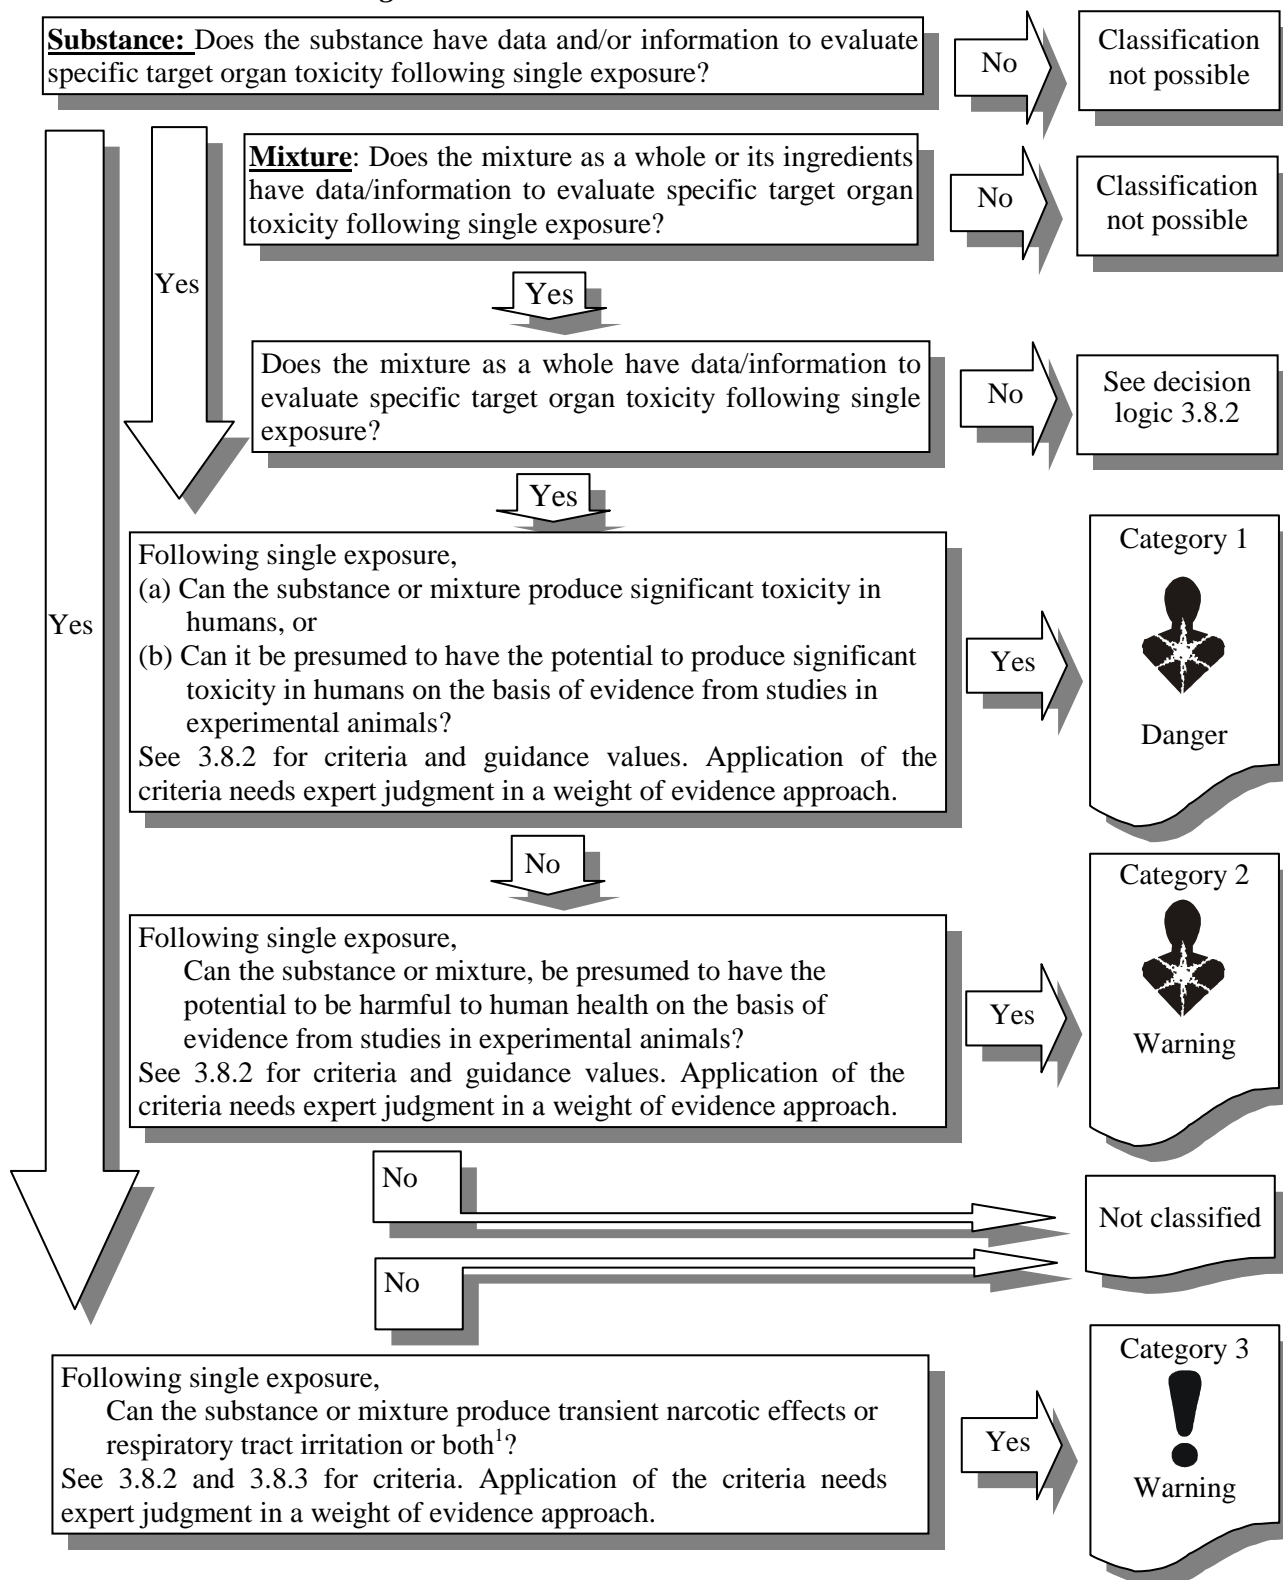 Substance: Does the substance have data and/or information to evaluate
specific target organ toxicity following single exposure?
No
Classification
not possible
Mixture: Does the mixture as a whole or its ingredients
have data/information to evaluate specific target organ
toxicity following single exposure?
No
Classification
not possible
Yes
Yes
Does the mixture as a whole have data/information to
evaluate specific target organ toxicity following single
exposure?
No
See decision
logic 3.8.2
Yes
Yes
Following single exposure,
(a) Can the substance or mixture produce significant toxicity in
humans, or
(b) Can it be presumed to have the potential to produce significant
toxicity in humans on the basis of evidence from studies in
experimental animals?
See 3.8.2 for criteria and guidance values. Application of the
criteria needs expert judgment in a weight of evidence approach.
Yes
Category 1
Danger
No
Following single exposure,
Can the substance or mixture, be presumed to have the
potential to be harmful to human health on the basis of
evidence from studies in experimental animals?
See 3.8.2 for criteria and guidance values. Application of the
criteria needs expert judgment in a weight of evidence approach.
Yes
Category 2
Warning
No
Not classified
No
Following single exposure,
Can the substance or mixture produce transient narcotic effects or
respiratory tract irritation or both1?
See 3.8.2 and 3.8.3 for criteria. Application of the criteria needs
expert judgment in a weight of evidence approach.
Yes
Category 3
Warning